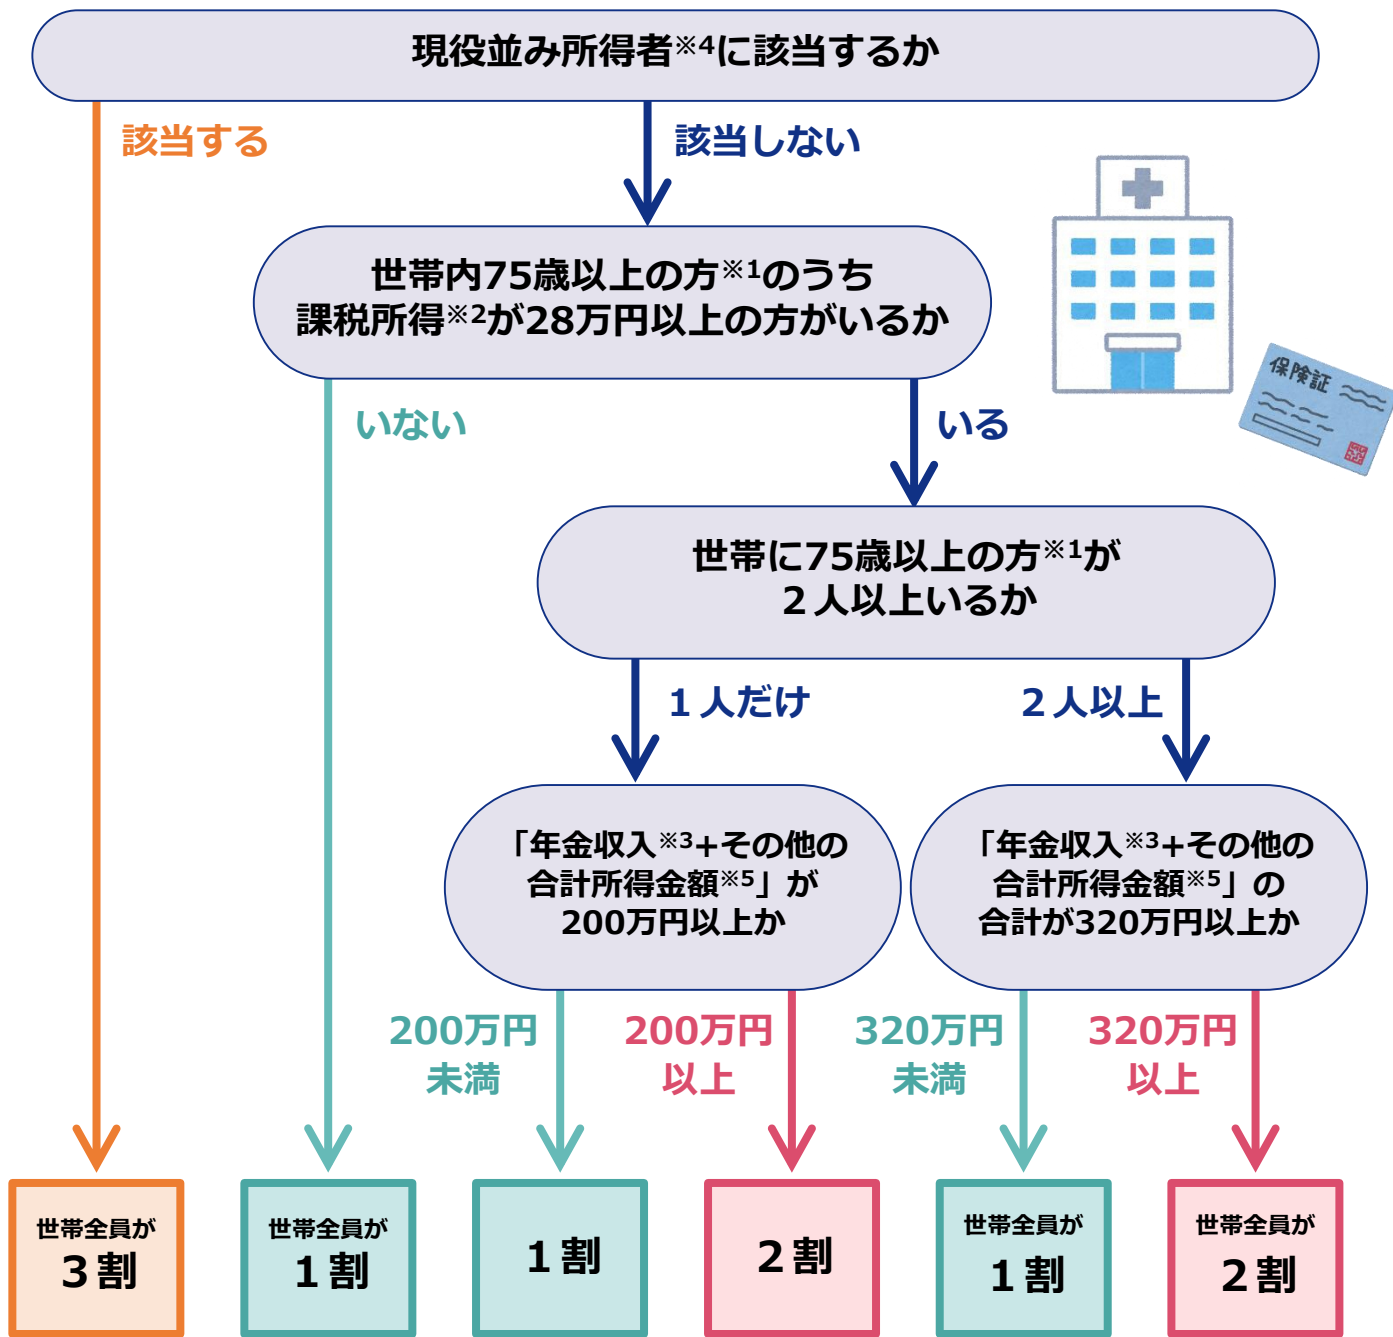 現役並み所得者※4に該当するか
該当する
該当しない
世帯内75歳以上の方※1のうち
課税所得※2が28万円以上の方がいるか
保険証
いない
いる
世帯に75歳以上の方※1が
２人以上いるか
１人だけ
２人以上
「年金収入※3+その他の
合計所得金額※5」が
200万円以上か
「年金収入※3+その他の
合計所得金額※5」の
合計が320万円以上か
200万円
未満
200万円
以上
320万円
未満
320万円
以上
世帯全員が
３割
世帯全員が
１割
１割
２割
世帯全員が
１割
世帯全員が
２割